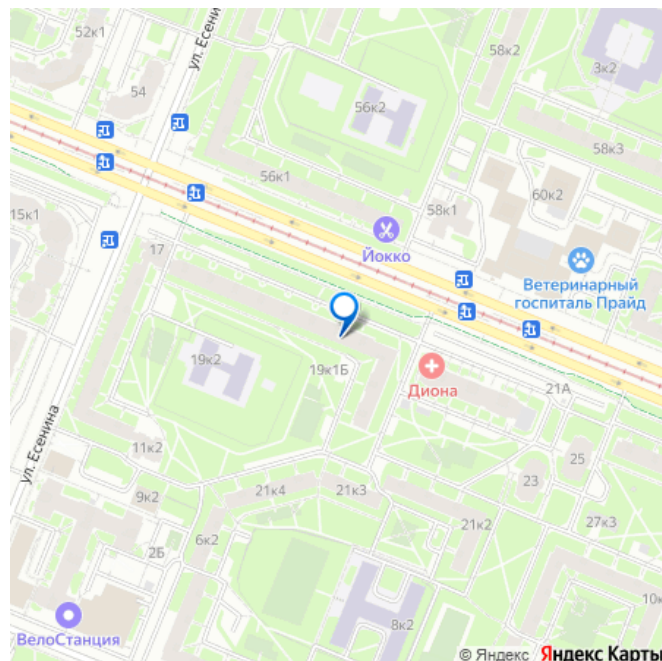 52к1
ул. Есени
58к2
3к2
54
56к2
58к3
56к1
60к2
15к1
58к1
Йокко
17
Ветеринарный
госпиталь Прайд
19к2
19к1Б
Диона
21А
ул. Есенина
11к2
25
23
21к4
21к3
9к2
21к2
27к3
6к2
2Б
10к
8к2
ВелоСтанция
© Яндекс Яндекс Карты